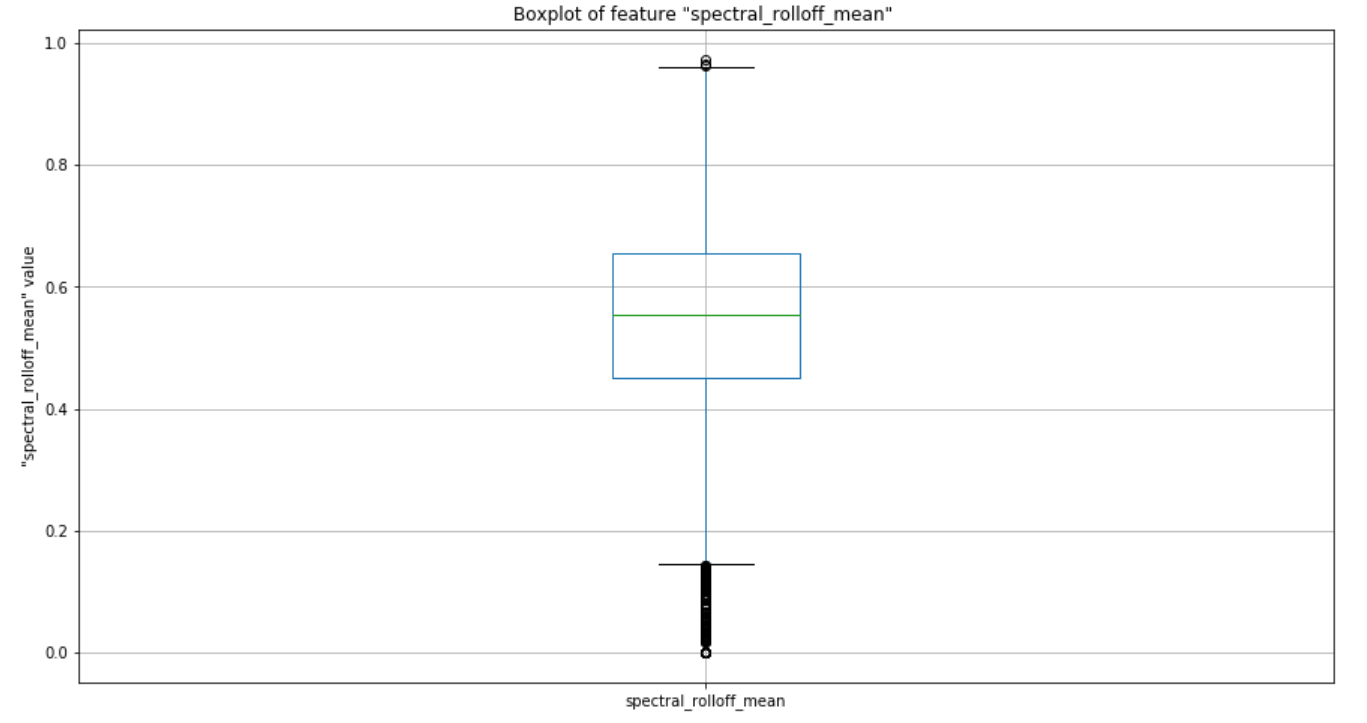 Boxplot of feature "spectral_rolloff_mean"
"spectral_rolloff_mean" value
1.0
0.8
0.6
0.4
0.2
0.0
spectral_rolloff_mean